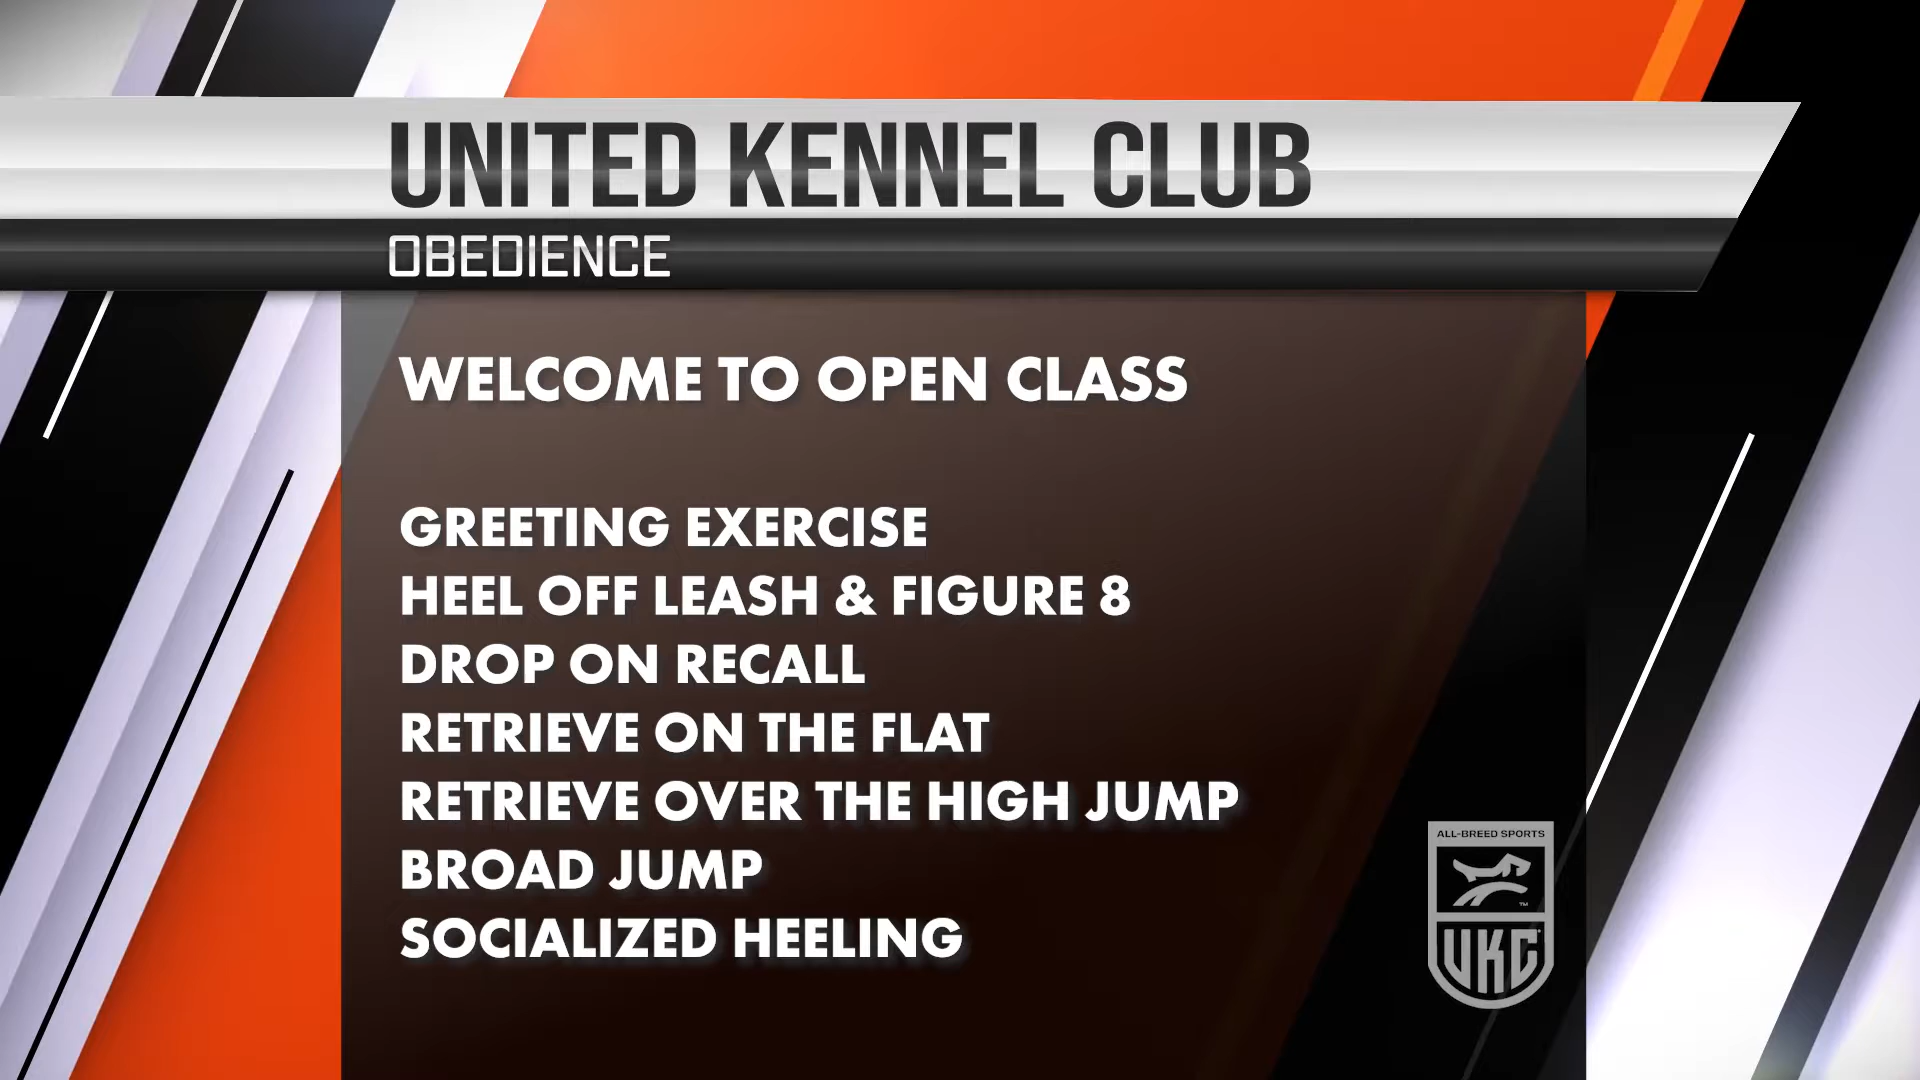 UNITED KENNEL CLUB
OBEDIENCE
WELCOME TO OPEN CLASS
GREETING EXERCISE
HEEL OFF LEASH & FIGURE 8
DROP ON RECALL
RETRIEVE ON THE FLAT
RETRIEVE OVER THE HIGH JUMP
BROAD JUMP
SOCIALIZED HEELING
ALL-BREED SPORTS
™
UKC